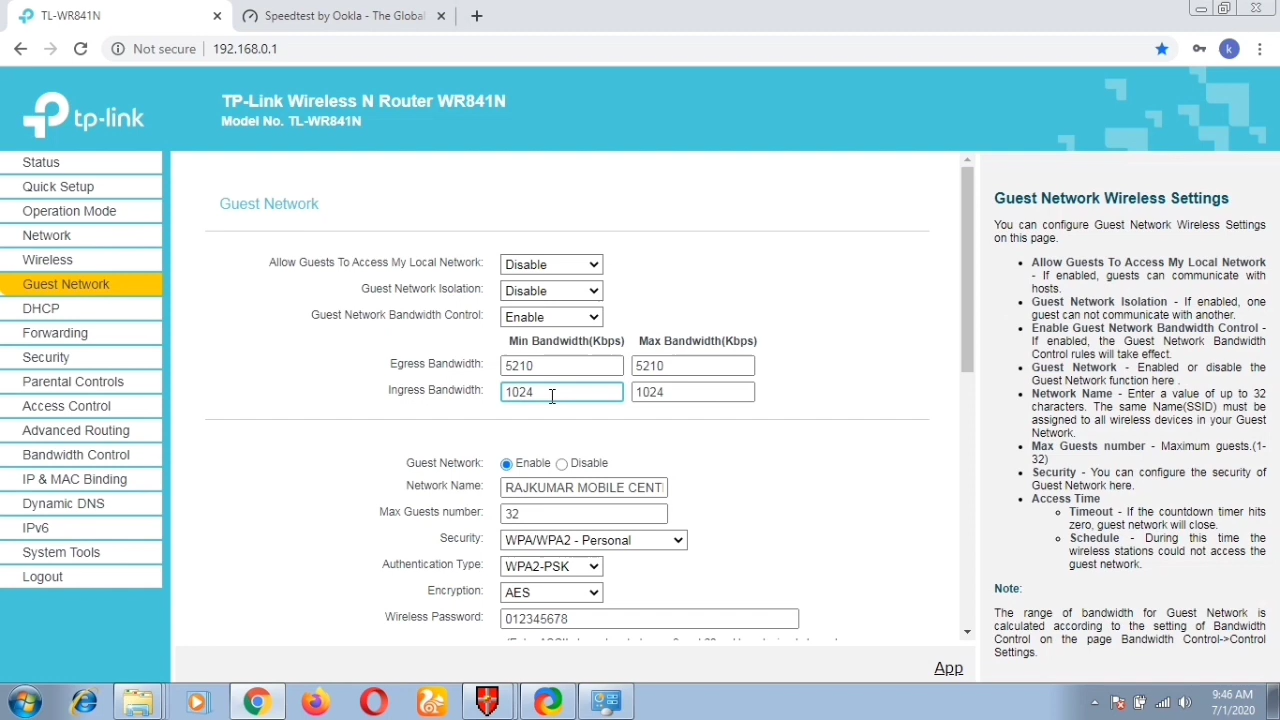 TL-WR841N
Speedtest by Ookla - The Global
Not secure
192.168.0.1
k
tp-link
TP-Link Wireless N Router WR841N
Model No. TL-WR841N
Status
Quick Setup
Operation Mode
Network
Wireless
Guest Network
DHCP
Forwarding
Security
Parental Controls
Access Control
Advanced Routing
Bandwidth Control
IP & MAC Binding
Dynamic DNS
IPv6
System Tools
Logout
Guest Network
Allow Guests To Access My Local Network: Disable
Guest Network Isolation: Disable
Guest Network Bandwidth Control: Enable
Min Bandwidth(Kbps) Max Bandwidth(Kbps)
Egress Bandwidth: 5210 5210
Ingress Bandwidth: 1024 1024
Guest Network: Enable Disable
Network Name: RAJKUMAR MOBILE CENT
Max Guests number: 32
Security: WPA/WPA2 - Personal
Authentication Type: WPA2-PSK
Encryption: AES
Wireless Password: 012345678
App
Guest Network Wireless Settings
You can configure Guest Network Wireless Settings
on this page.
• Allow Guests To Access My Local Network
- If enabled, guests can communicate with
hosts.
• Guest Network Isolation - If enabled, one
guest can not communicate with another.
• Enable Guest Network Bandwidth Control -
If enabled, the Guest Network Bandwidth
Control rules will take effect.
• Guest Network - Enabled or disable the
Guest Network function here .
• Network Name - Enter a value of up to 32
characters. The same Name(SSID) must be
assigned to all wireless devices in your Guest
Network.
• Max Guests number - Maximum guests.(1-
32)
• Security - You can configure the security of
Guest Network here.
• Access Time
Timeout - If the countdown timer hits
zero, guest network will close.
Schedule - During this time the
wireless stations could not access the
guest network.
Note:
The range of bandwidth for Guest Network is
calculated according to the setting of Bandwidth
Control on the page Bandwidth Control->Control
Settings.
9:46 AM
7/1/2020